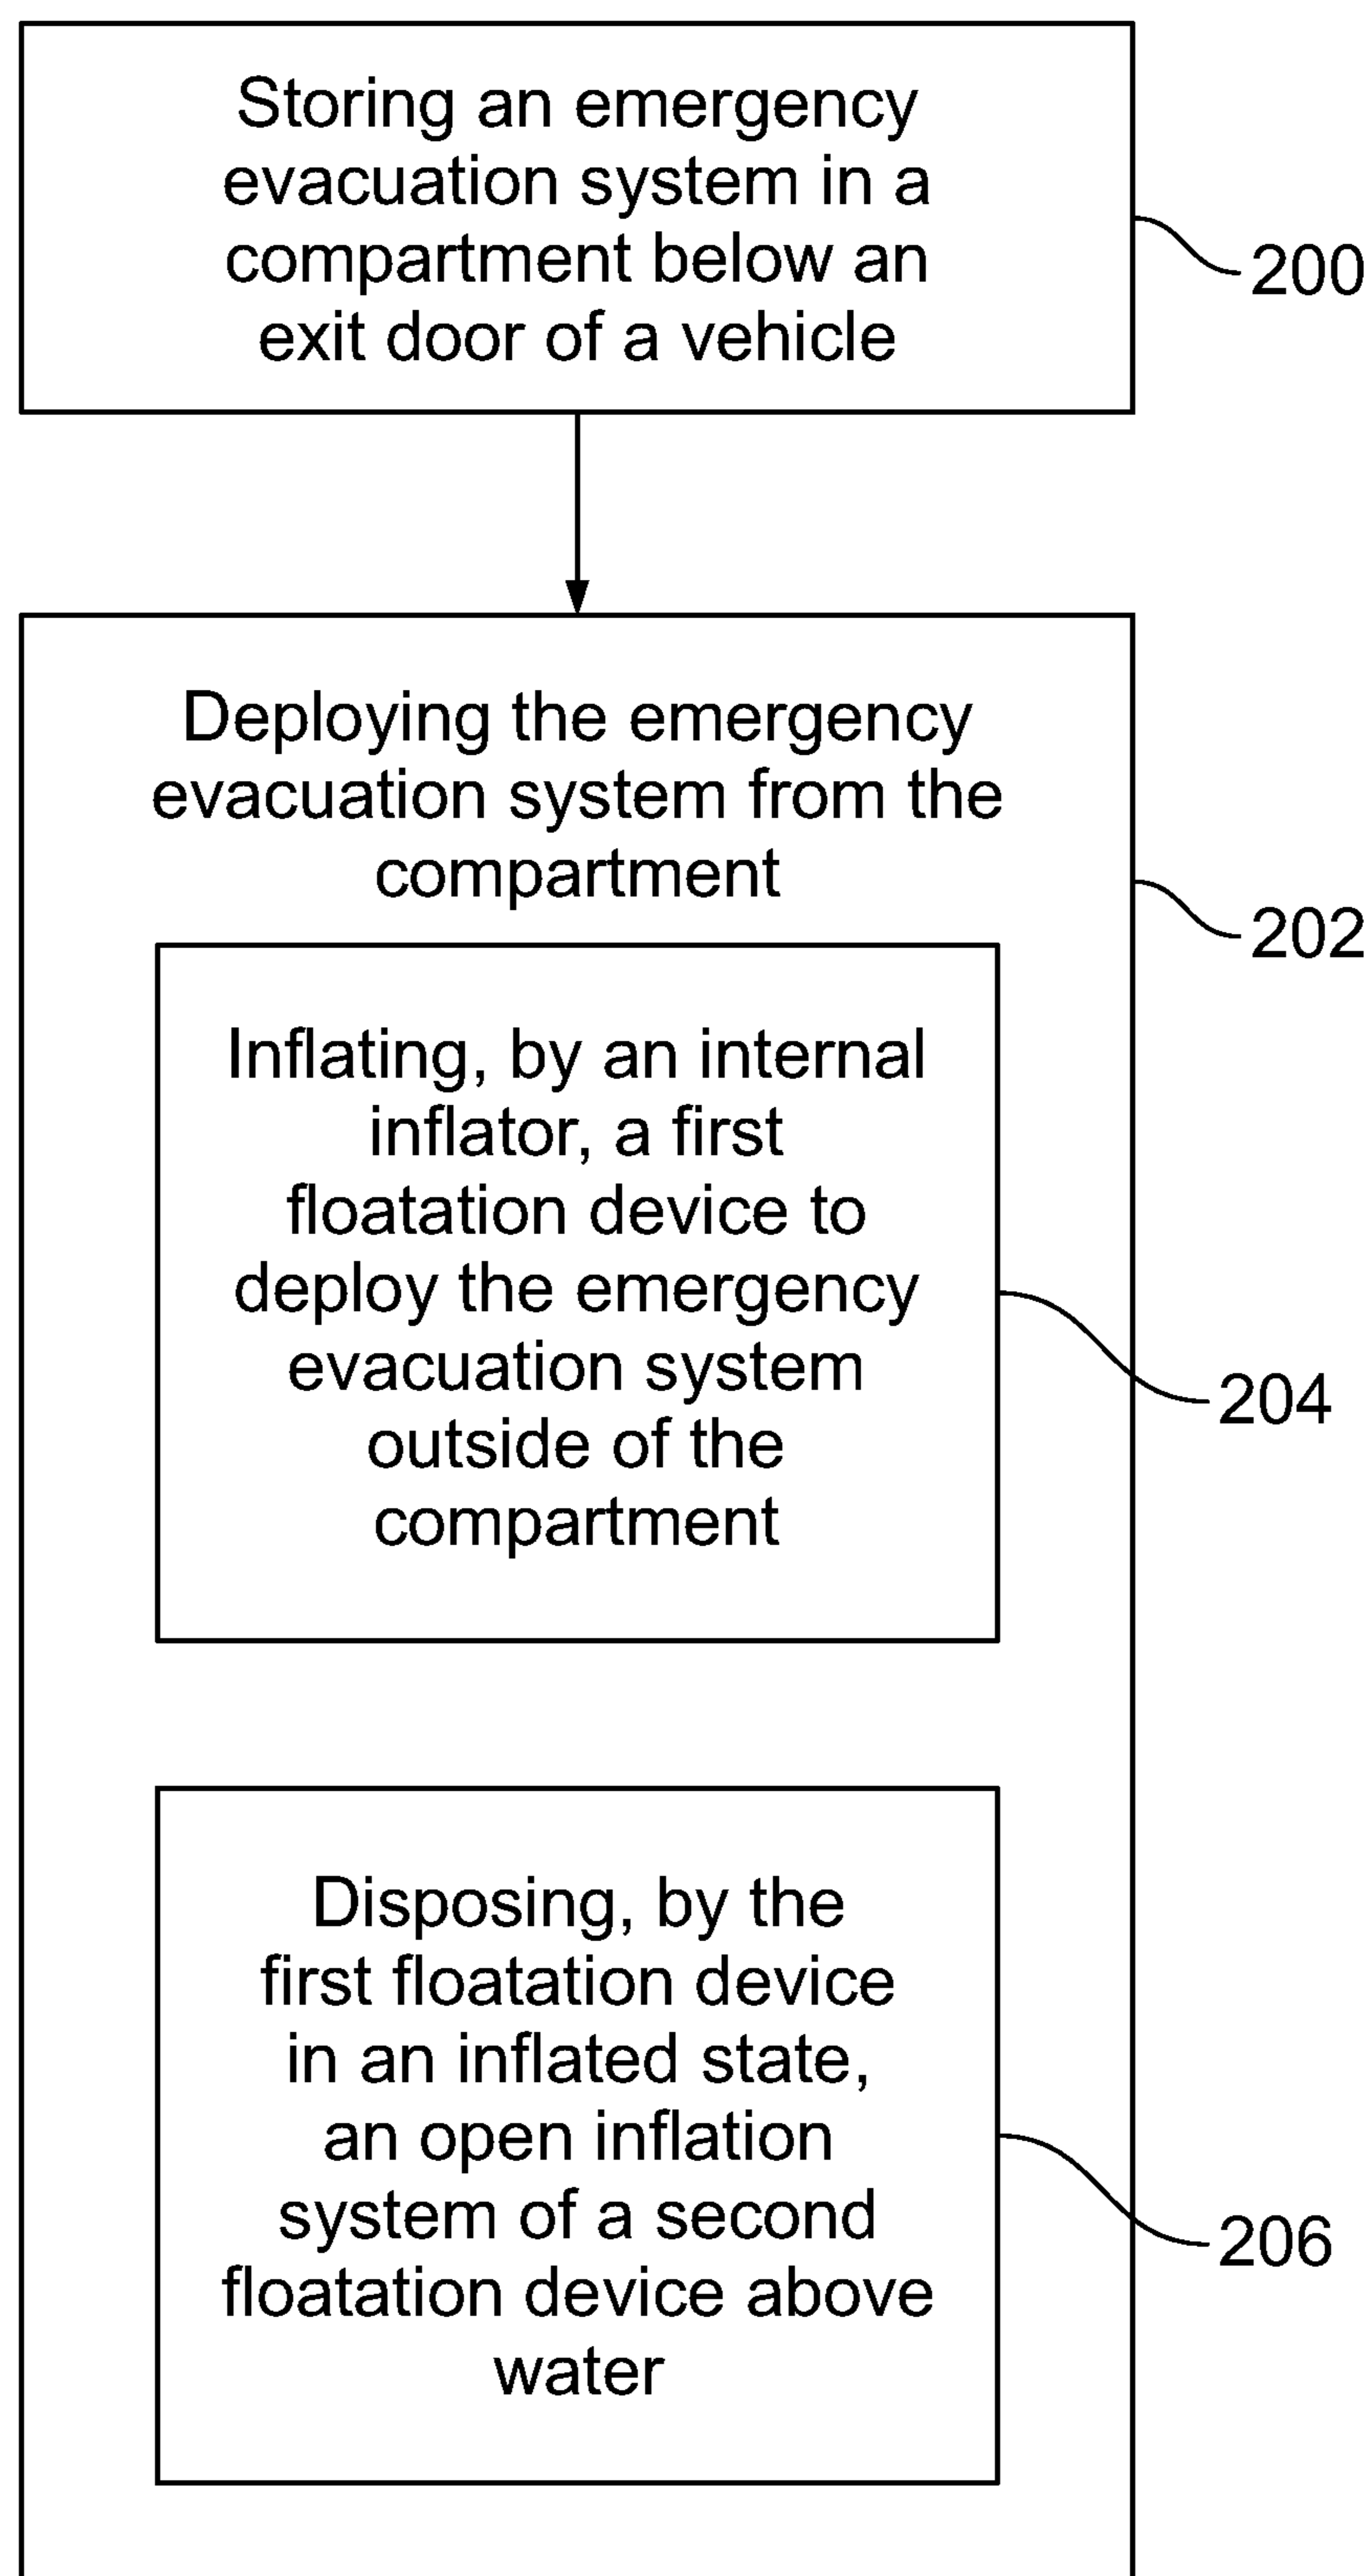 Storing an emergency
evacuation system in a
compartment below an
exit door of a vehicle
200
Deploying the emergency
evacuation system from the
compartment
202
Inflating, by an internal
inflator, a first
floatation device to
deploy the emergency
evacuation system
outside of the
compartment
204
Disposing, by the
first floatation device
in an inflated state,
an open inflation
system of a second
floatation device above
water
206